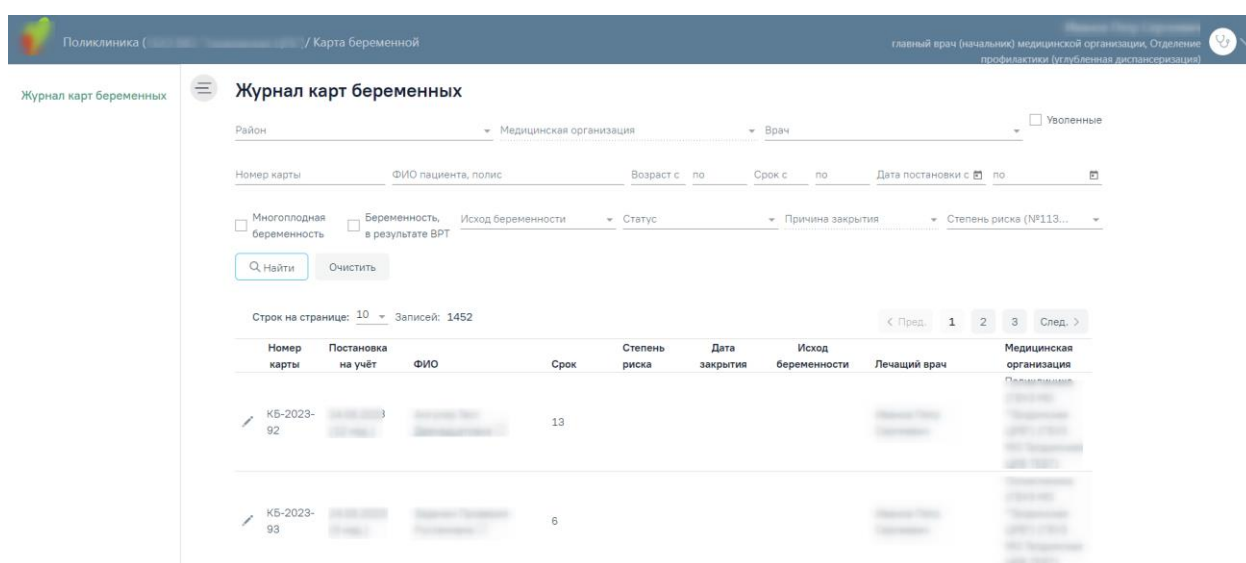 Поликлиника (
/ Карта беременной
главный врач (начальник) медицинской организации, Отделение
профилактики (углубленная диспансеризация)
Журнал карт беременных
Журнал карт беременных
Район
Медицинская организация
Врач
Уволенные
Номер карты
ФИО пациента, полис
Возраст с
по
Срок с
по
Дата постановки с
по
Многоплодная
беременность
Беременность,
в результате ВРТ
Исход беременности
Статус
Причина закрытия
Степень риска (№113...
Найти
Очистить
Строк на странице: 10 Записей: 1452
< Пред. 1 2 3 След. >
Номер
карты
Постановка
на учёт
ФИО
Срок
Степень
риска
Дата
закрытия
Исход
беременности
Лечащий врач
Медицинская
организация
К5-2023-
92
13
К5-2023-
93
6